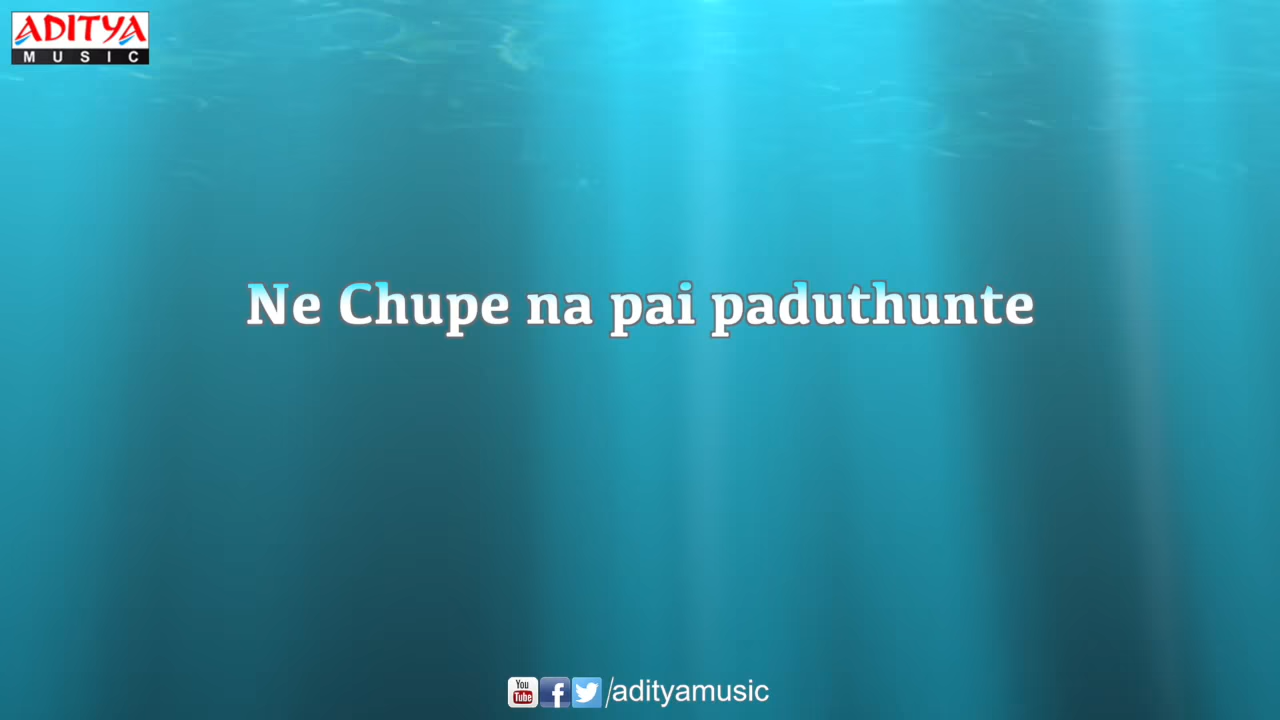 ADITYA
MUSIC
Ne Chupe na pai paduthunte
You
Tube
f
/adityamusic